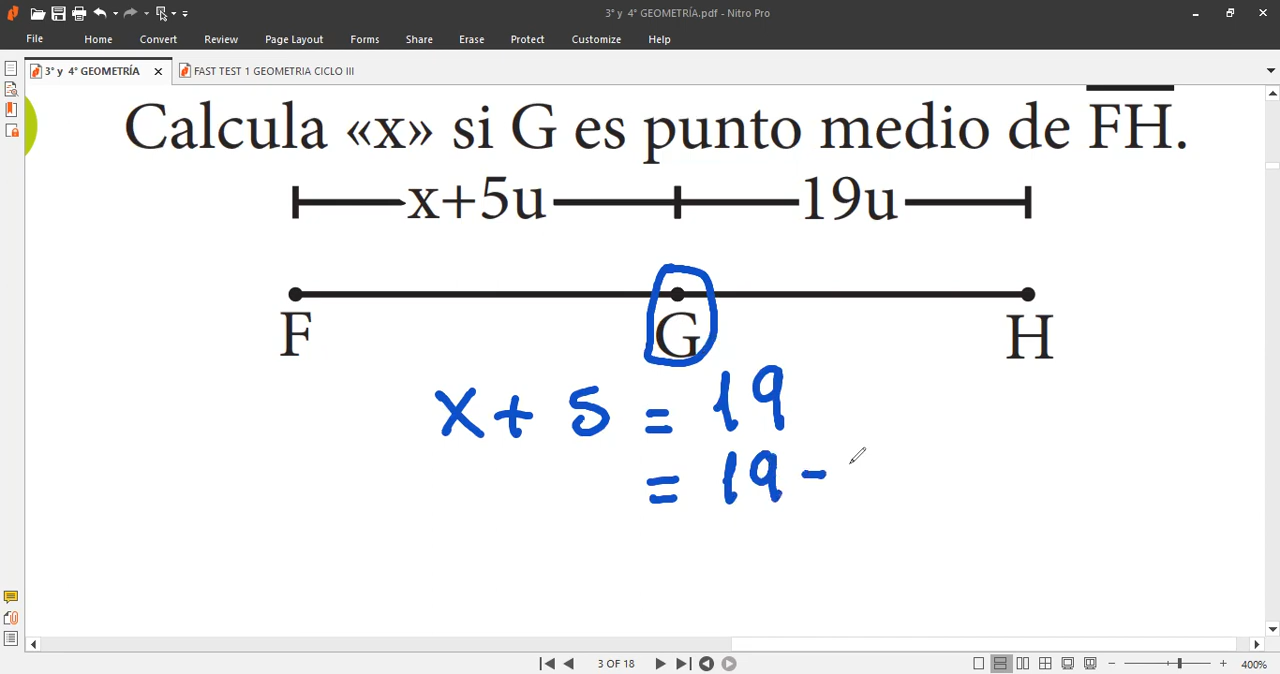 3° y 4° GEOMETRÍA.pdf - Nitro Pro
File Home Convert Review Page Layout Forms Share Erase Protect Customize Help
3° y 4° GEOMETRÍA FAST TEST 1 GEOMETRIA CICLO III
Calcula «x» si G es punto medio de FH.
x+5u 19u
F G H
x + 5 = 19
= 19 -
3 OF 18 400%